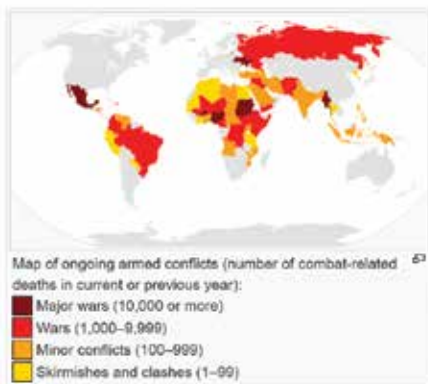 Map of ongoing armed conflicts (number of combat-related
deaths in current or previous year):
Major wars (10,000 or more)
Wars (1,000–9,999)
Minor conflicts (100–999)
Skirmishes and clashes (1–99)